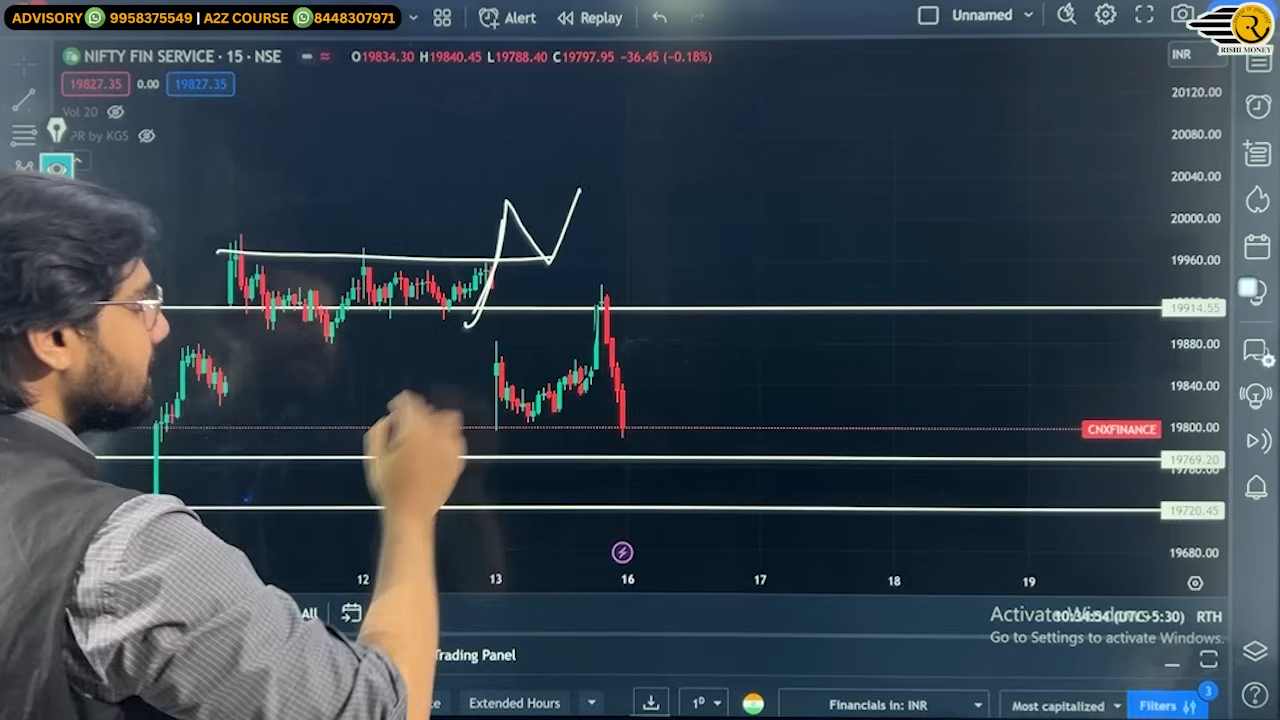 ADVISORY 9958375549 | A2Z COURSE 8448307971
Alert
Replay
Unnamed
RISHI MONEY
NIFTY FIN SERVICE · 15 · NSE
O19834.30 H19840.45 L19788.40 C19797.95 −36.45 (−0.18%)
INR
19827.35 0.00 19827.35
Vol 20
PR by KGS
20120.00
20080.00
20040.00
20000.00
19960.00
19914.55
19880.00
19840.00
CNXFINANCE 19800.00
19769.20
19760.00
19720.45
19680.00
12 13 16 17 18 19
All
Activate Windows
10:34:54 (UTC+5:30) RTH
Go to Settings to activate Windows.
Trading Panel
Extended Hours
1D
Financials in: INR
Most capitalized
Filters
3